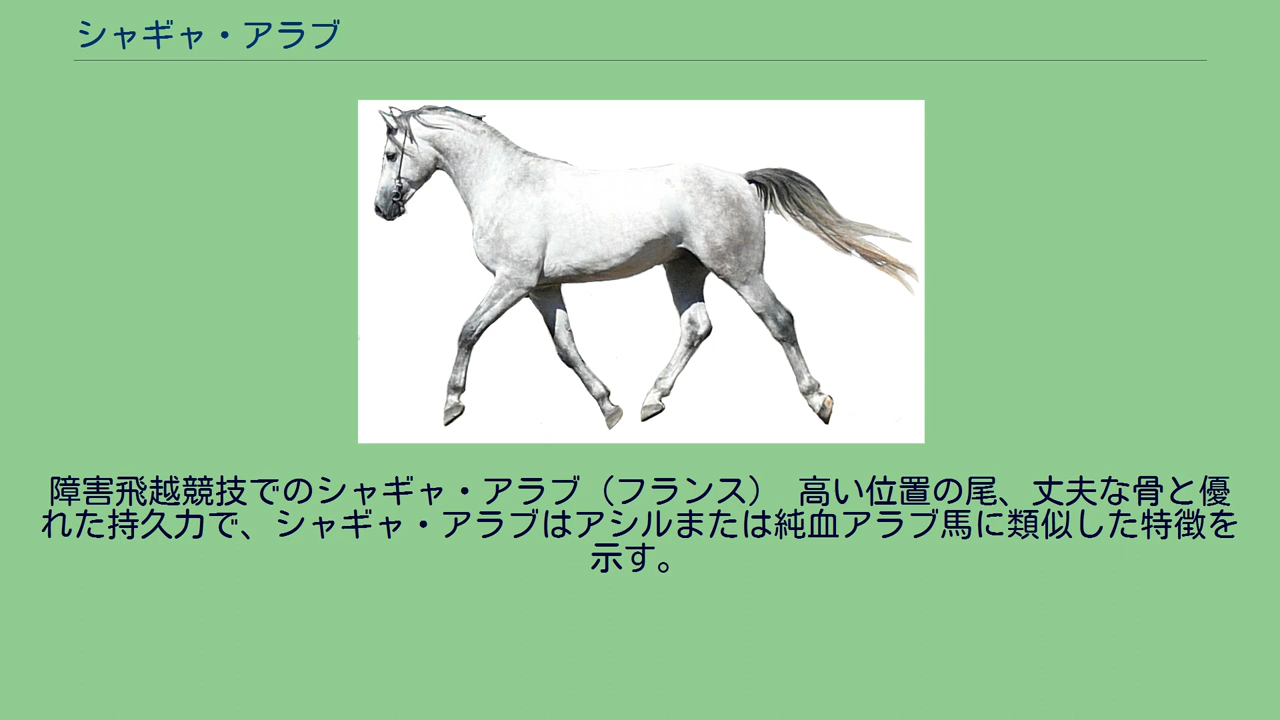 シャギャ・アラブ
障害飛越競技でのシャギャ・アラブ（フランス）　高い位置の尾、丈夫な骨と優
れた持久力で、シャギャ・アラブはアシルまたは純血アラブ馬に類似した特徴を
示す。